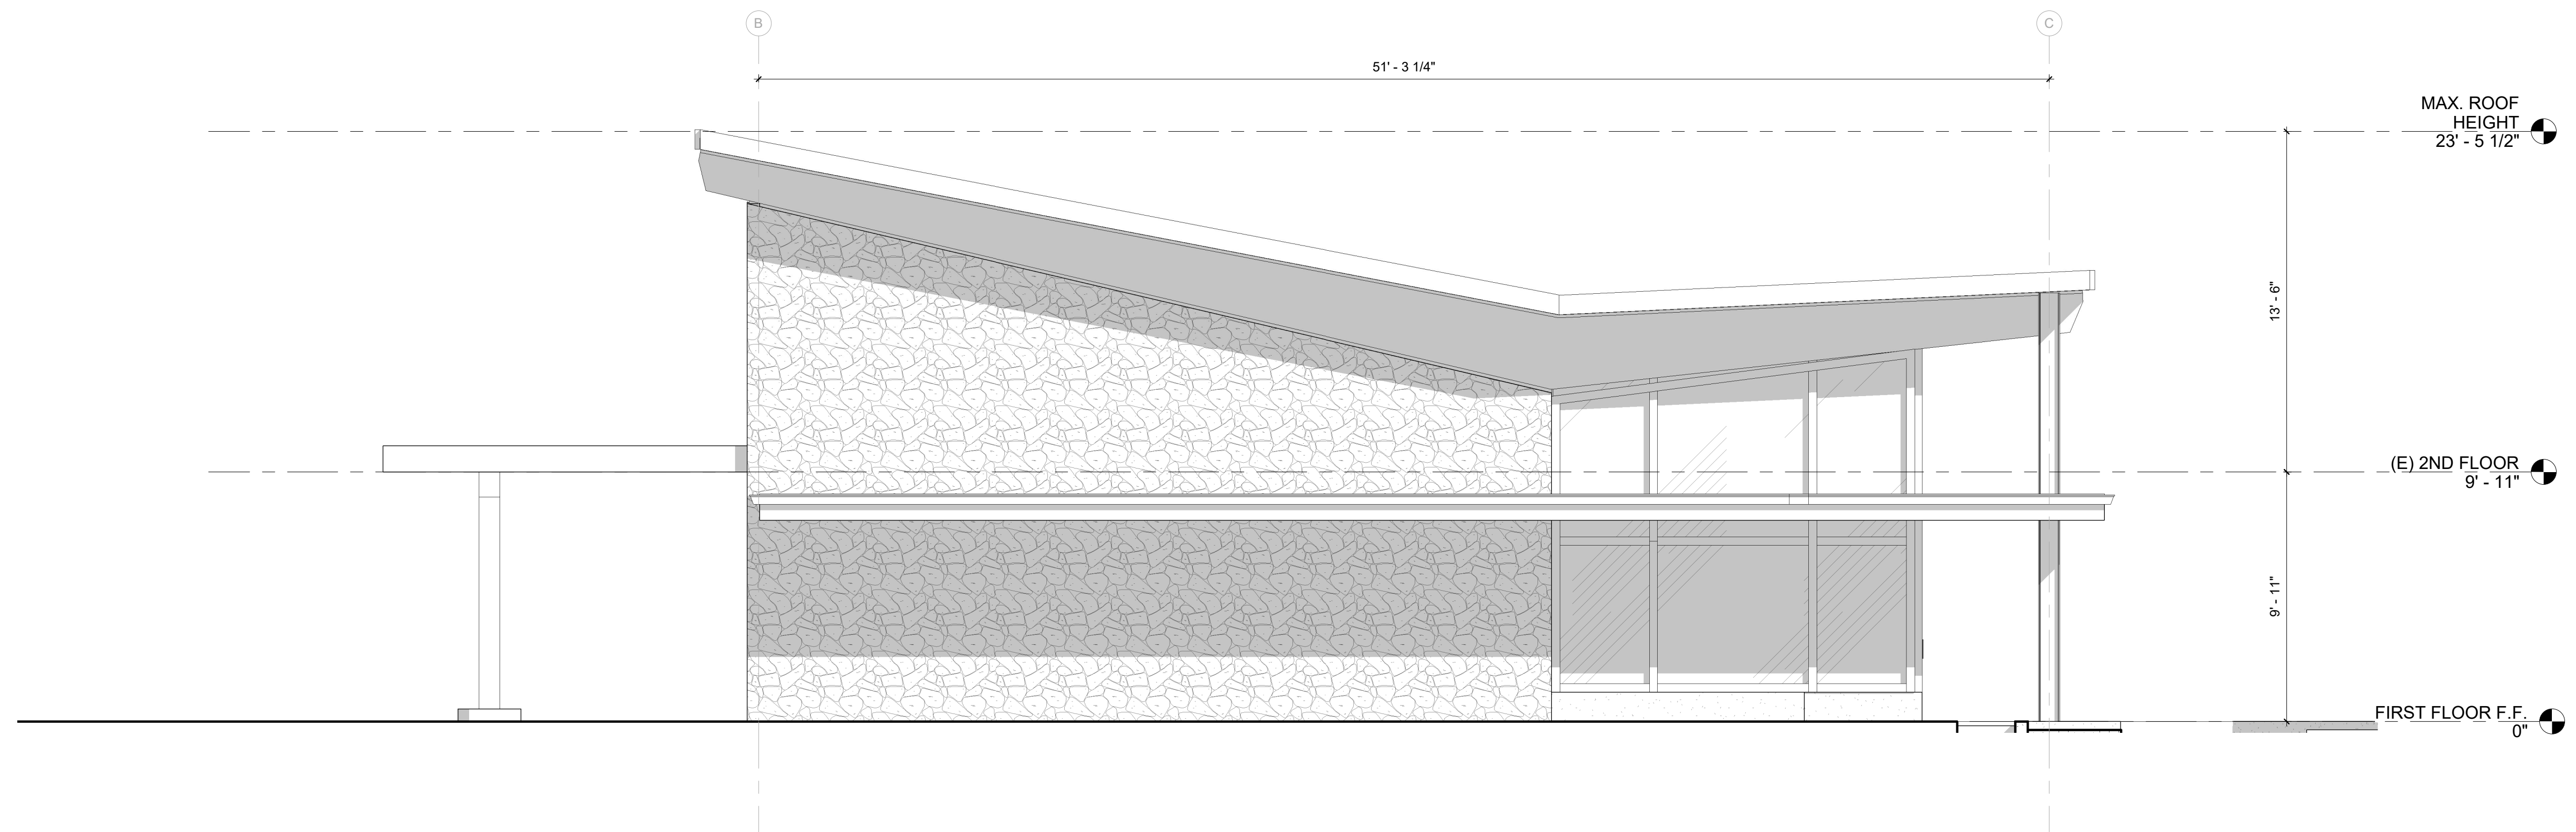 B
C
51' - 3 1/4"
MAX. ROOF
HEIGHT
23' - 5 1/2"
13' - 6"
(E) 2ND FLOOR
9' - 11"
9' - 11"
FIRST FLOOR F.F.
0"